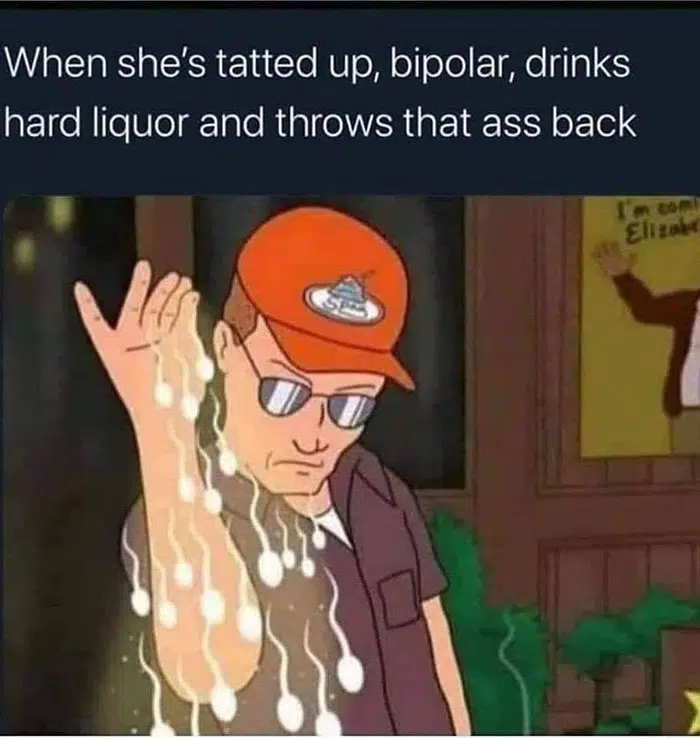 When she's tatted up, bipolar, drinks
hard liquor and throws that ass back
I'm